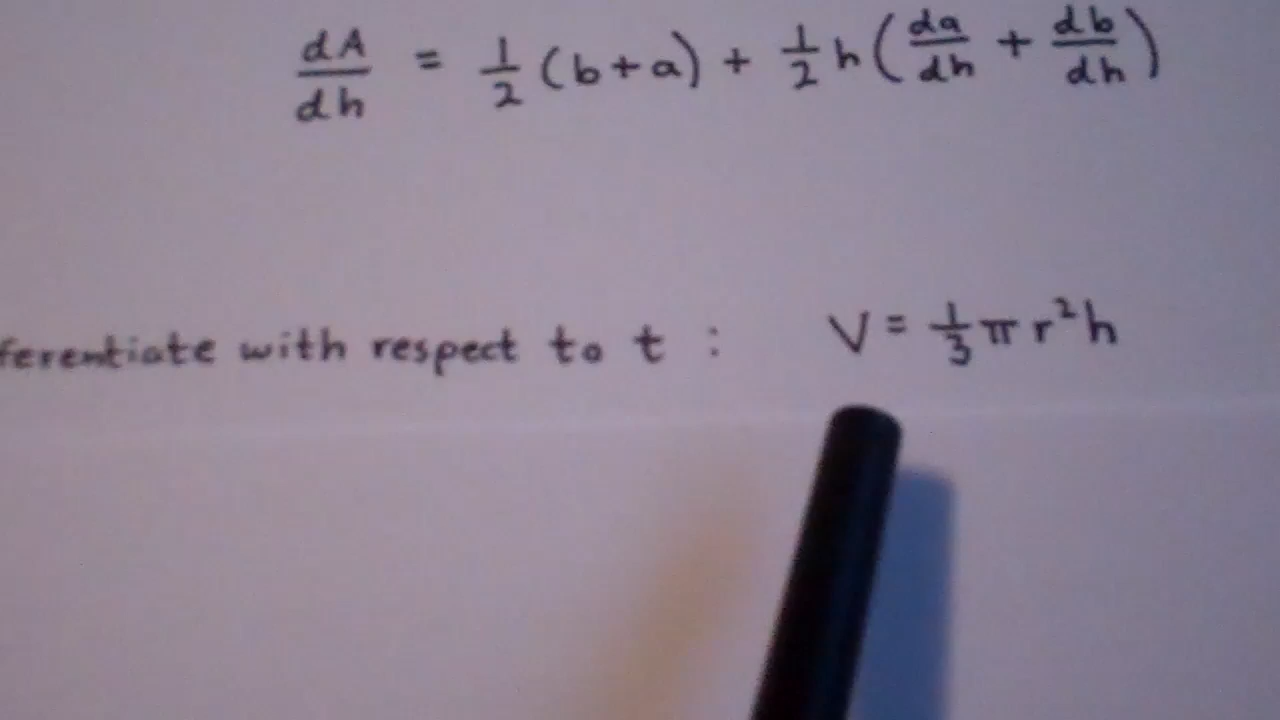 dA/dh = 1/2 (b+a) + 1/2 h (da/dh + db/dh)
ferentiate with respect to t : V = 1/3 π r²h